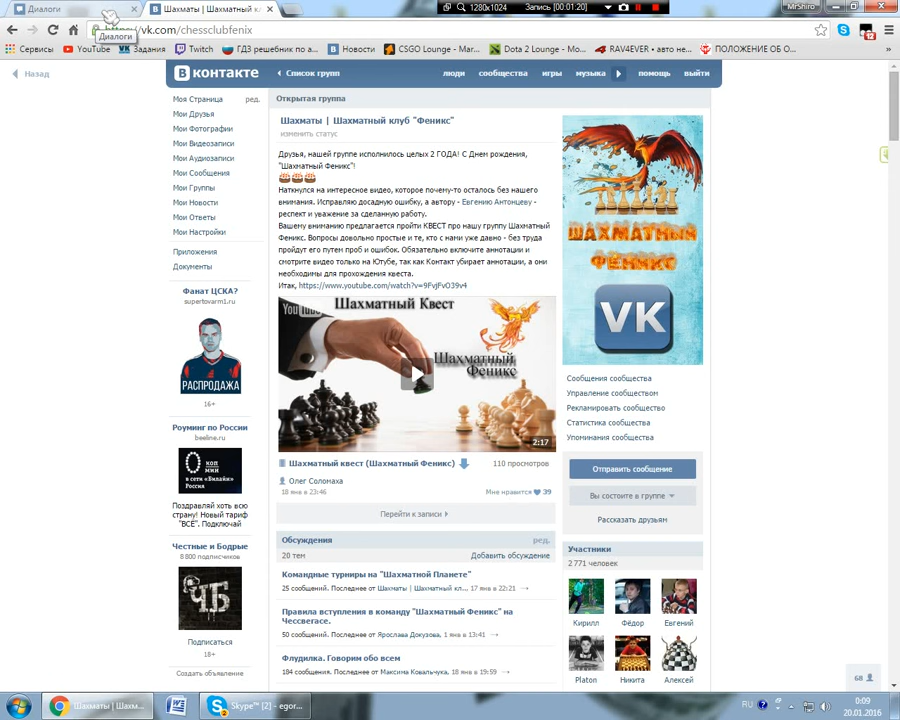 Диалоги
Шахматы | Шахматный к
1280x1024
Запись [00:01:20]
MrShiro
vk.com/chessclubfenix
Диалоги
Сервисы
YouTube
Задания
Twitch
ГДЗ решебник по а...
Новости
CSGO Lounge - Mar...
Dota 2 Lounge - Mo...
RAV4EVER • авто не...
ПОЛОЖЕНИЕ ОБ О...
»
12
Назад
В контакте
Список групп
люди
сообщества
игры
музыка
помощь
выйти
Моя Страница
ред.
Мои Друзья
Мои Фотографии
Мои Видеозаписи
Мои Аудиозаписи
Мои Сообщения
Мои Группы
Мои Новости
Мои Ответы
Мои Настройки
Приложения
Документы
Фанат ЦСКА?
supertovarm1.ru
РАСПРОДАЖА
16+
Роуминг по России
beeline.ru
0 коп
мин
в сети «Билайн»
Россия
Поздравляй хоть всю
страну! Новый тариф
"ВСЁ". Подключай
Честные и Бодрые
8 800 подписчиков
ЧБ
Подписаться
18+
Создать объявление
Открытая группа
Шахматы | Шахматный клуб "Феникс"
изменить статус
Друзья, нашей группе исполнилось целых 2 ГОДА! С Днем рождения,
"Шахматный Феникс"!
Наткнулся на интересное видео, которое почему-то осталось без нашего
внимания. Исправляю досадную ошибку, а автору - Евгению Антонцеву -
респект и уважение за сделанную работу.
Вашему вниманию предлагается пройти КВЕСТ про нашу группу Шахматный
Феникс. Вопросы довольно простые и те, кто с нами уже давно - без труда
пройдут его путем проб и ошибок. Обязательно включите аннотации и
смотрите видео только на Ютубе, так как Контакт убирает аннотации, а они
необходимы для прохождения квеста.
Итак, https://www.youtube.com/watch?v=9FvjFvO39v4
YouTube
Шахматный Квест
Шахматный
Феникс
2:17
Шахматный квест (Шахматный Феникс)
110 просмотров
Олег Соломаха
18 янв в 23:46
Мне нравится 39
Перейти к записи
Обсуждения
ред.
20 тем
Добавить обсуждение
Командные турниры на "Шахматной Планете"
25 сообщений. Последнее от Шахматы | Шахматный кл..., 17 янв в 22:21
Правила вступления в команду "Шахматный Феникс" на
Чессвегасе.
50 сообщений. Последнее от Ярослава Докузова, 1 янв в 13:41
Флудилка. Говорим обо всем
184 сообщения. Последнее от Максима Ковальчука, 18 янв в 19:59
ШАХМАТНЫЙ
ФЕНИКС
VK
Сообщения сообщества
Управление сообществом
Рекламировать сообщество
Статистика сообщества
Упоминания сообщества
Отправить сообщение
Вы состоите в группе
Рассказать друзьям
Участники
2 771 человек
Кирилл
Фёдор
Евгений
Platon
Никита
Алексей
68
Шахматы | Шахм...
Skype™ [2] - egor...
RU
0:09
20.01.2016